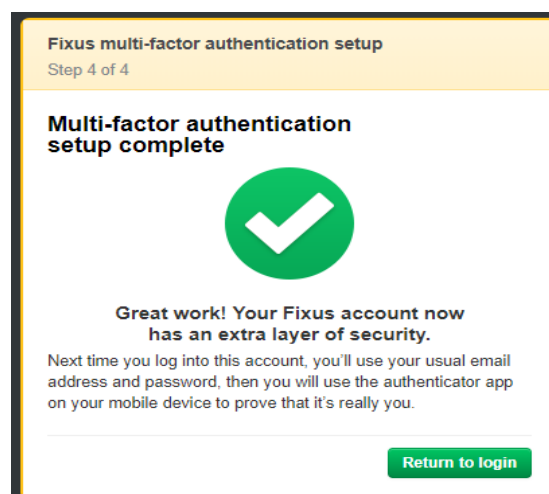 Fixus multi-factor authentication setup
Step 4 of 4
Multi-factor authentication
setup complete
Great work! Your Fixus account now
has an extra layer of security.
Next time you log into this account, you'll use your usual email
address and password, then you will use the authenticator app
on your mobile device to prove that it's really you.
Return to login